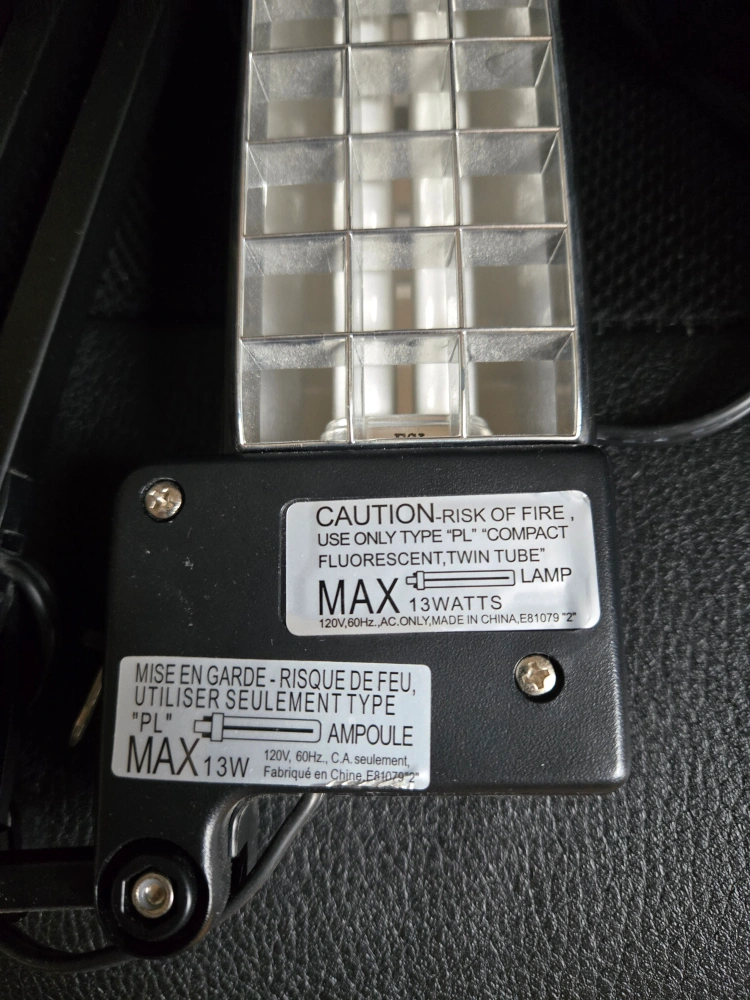 CAUTION-RISK OF FIRE,
USE ONLY TYPE "PL" "COMPACT
FLUORESCENT,TWIN TUBE"
MAX LAMP
13WATTS
120V,60Hz.,AC.ONLY,MADE IN CHINA,E81079 "2"
MISE EN GARDE - RISQUE DE FEU,
UTILISER SEULEMENT TYPE
"PL" AMPOULE
MAX 13W 120V, 60Hz., C.A. seulement,
Fabriqué en Chine,E81079"2"